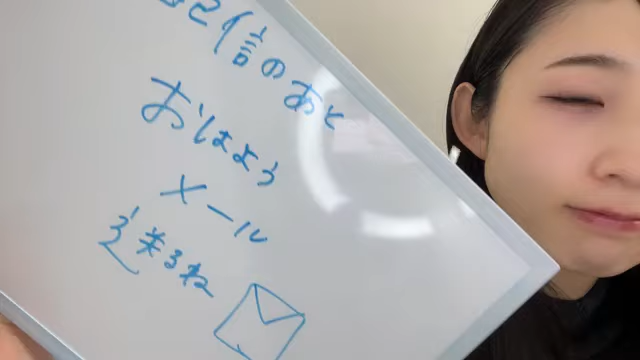 配信のあと
おはよう
メール
送るね